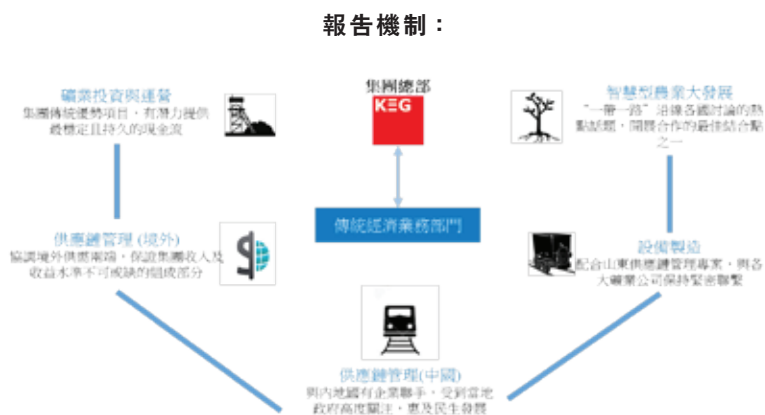 報告機制：
集團總部
KEG
礦業投資與運營
集團傳統優勢項目，有潛力提供
最穩定且持久的現金流
智慧型農業大發展
“一帶一路”沿線各國討論的熱
點話題，開展合作的最佳結合點
之一
傳統經濟業務部門
供應鏈管理 (境外)
協調境外供應兩端，保證集團收入及
收益水準不可或缺的組成部分
設備製造
配合山東供應鏈管理專案，與各
大礦業公司保持緊密聯繫
供應鏈管理(中國)
與內地國有企業聯手，受到當地
政府高度關注，惠及民生發展